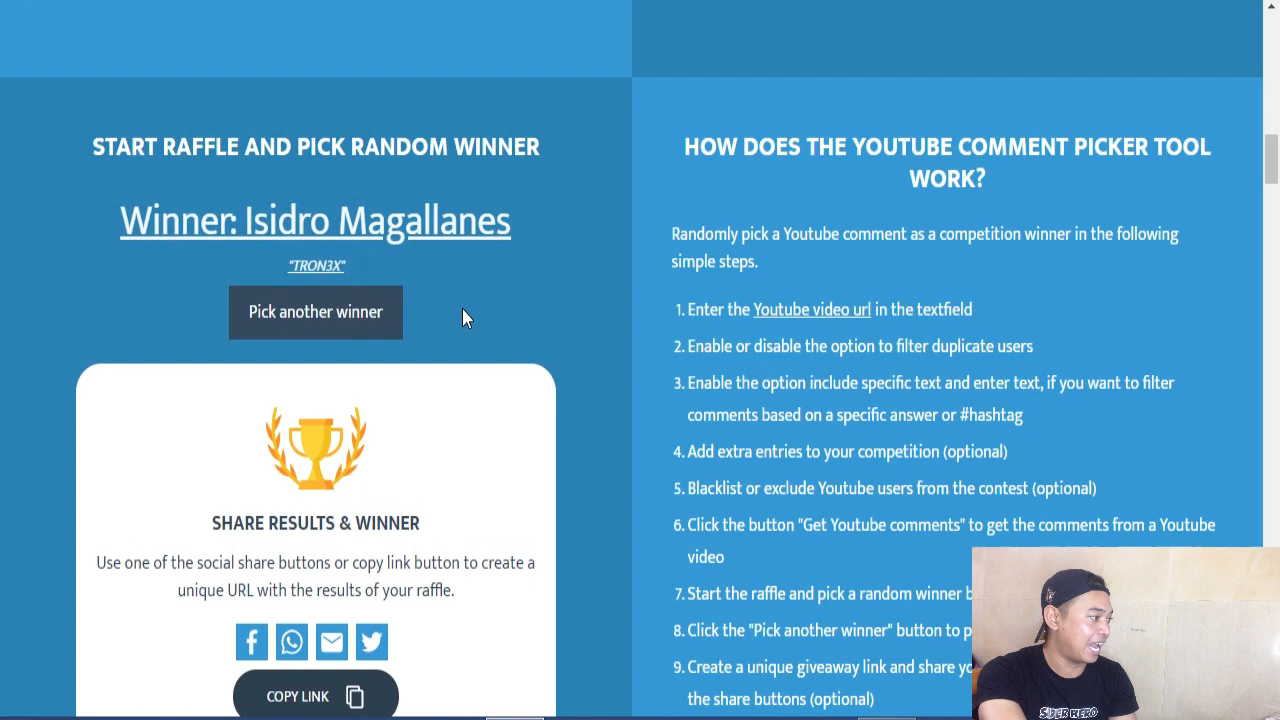 START RAFFLE AND PICK RANDOM WINNER
Winner: Isidro Magallanes
"TRON3X"
Pick another winner
SHARE RESULTS & WINNER
Use one of the social share buttons or copy link button to create a
unique URL with the results of your raffle.
COPY LINK
HOW DOES THE YOUTUBE COMMENT PICKER TOOL
WORK?
Randomly pick a Youtube comment as a competition winner in the following
simple steps.
1. Enter the Youtube video url in the textfield
2. Enable or disable the option to filter duplicate users
3. Enable the option include specific text and enter text, if you want to filter
comments based on a specific answer or #hashtag
4. Add extra entries to your competition (optional)
5. Blacklist or exclude Youtube users from the contest (optional)
6. Click the button "Get Youtube comments" to get the comments from a Youtube
video
7. Start the raffle and pick a random winner
8. Click the "Pick another winner" button to
9. Create a unique giveaway link and share
the share buttons (optional)
SIDER HERO